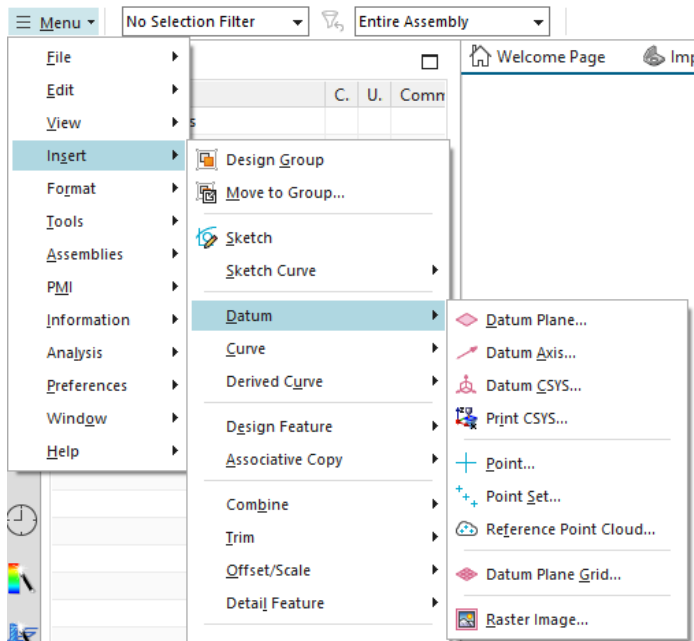 Menu
No Selection Filter
Entire Assembly
Welcome Page
Imp
File
Edit
View
Insert
Format
Tools
Assemblies
PMI
Information
Analysis
Preferences
Window
Help
C.
U.
Comm
s
Design Group
Move to Group...
Sketch
Sketch Curve
Datum
Curve
Derived Curve
Design Feature
Associative Copy
Combine
Trim
Offset/Scale
Detail Feature
Datum Plane...
Datum Axis...
Datum CSYS...
Print CSYS...
Point...
Point Set...
Reference Point Cloud...
Datum Plane Grid...
Raster Image...